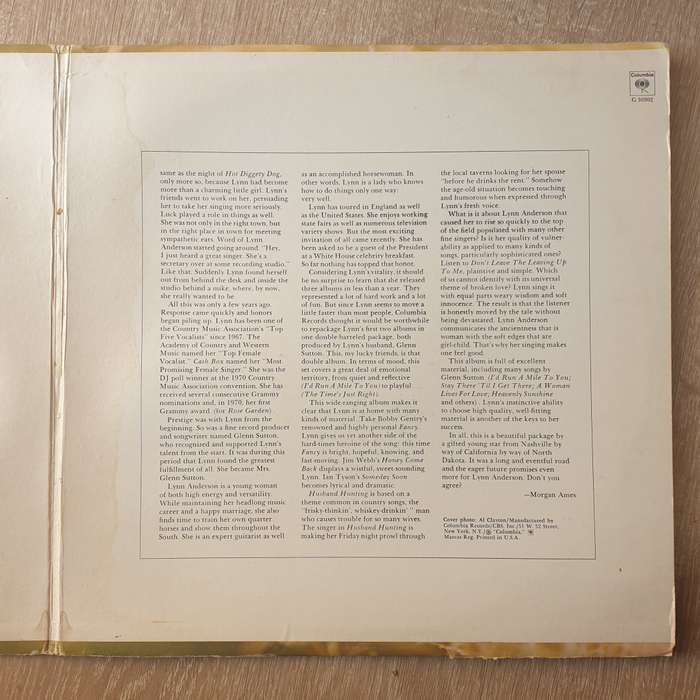 Columbia
G 30902
same as the night of Hot Diggety Dog,
only more so, because Lynn had become
more than a charming little girl. Lynn's
friends went to work on her, persuading
her to take her singing more seriously.
Luck played a role in things as well.
She was not only in the right town, but
in the right place in town for meeting
sympathetic ears. Word of Lynn
Anderson started going around. "Hey,
I just heard a great singer. She's a
secretary over at some recording studio."
Like that. Suddenly Lynn found herself
out from behind the desk and inside the
studio behind a mike, where, by now,
she really wanted to be.
All this was only a few years ago.
Response came quickly and honors
began piling up. Lynn has been one of
the Country Music Association's "Top
Five Vocalists" since 1967. The
Academy of Country and Western
Music named her "Top Female
Vocalist." Cash Box named her "Most
Promising Female Singer." She was the
DJ poll winner at the 1970 Country
Music Association convention. She has
received several consecutive Grammy
nominations and, in 1970, her first
Grammy award (for Rose Garden).
Prestige was with Lynn from the
beginning. So was a fine record producer
and songwriter named Glenn Sutton,
who recognized and supported Lynn's
talent from the start. It was during this
period that Lynn found the greatest
fulfillment of all. She became Mrs.
Glenn Sutton.
Lynn Anderson is a young woman
of both high energy and versatility.
While maintaining her headlong music
career and a happy marriage, she also
finds time to train her own quarter
horses and show them throughout the
South. She is an expert guitarist as well
as an accomplished horsewoman. In
other words, Lynn is a lady who knows
how to do things only one way:
very well.
Lynn has toured in England as well
as the United States. She enjoys working
state fairs as well as numerous television
variety shows. But the most exciting
invitation of all came recently. She has
been asked to be a guest of the President
at a White House celebrity breakfast.
So far nothing has topped that honor.
Considering Lynn's vitality, it should
be no surprise to learn that she released
three albums in less than a year. They
represented a lot of hard work and a lot
of fun. But since Lynn seems to move a
little faster than most people, Columbia
Records thought it would be worthwhile
to repackage Lynn's first two albums in
one double-barreled package, both
produced by Lynn's husband, Glenn
Sutton. This, my lucky friends, is that
double album. In terms of mood, this
set covers a great deal of emotional
territory, from quiet and reflective
(I'd Run A Mile To You) to playful
(The Time's Just Right).
This wide-ranging album makes it
clear that Lynn is at home with many
kinds of material. Take Bobby Gentry's
renowned and highly personal Fancy.
Lynn gives us yet another side of the
hard-times heroine of the song: this time
Fancy is bright, hopeful, knowing, and
fast-moving. Jim Webb's Honey Come
Back displays a wistful, sweet-sounding
Lynn. Ian Tyson's Someday Soon
becomes lyrical and dramatic.
Husband Hunting is based on a
theme common in country songs, the
"frisky-thinkin', whiskey-drinkin' " man
who causes trouble for so many wives.
The singer in Husband Hunting is
making her Friday night prowl through
the local taverns looking for her spouse
"before he drinks the rent." Somehow
the age-old situation becomes touching
and humorous when expressed through
Lynn's fresh voice.
What is it about Lynn Anderson that
caused her to rise so quickly to the top
of the field populated with many other
fine singers? Is it her quality of vulner-
ability as applied to many kinds of
songs, particularly sophisticated ones?
Listen to Don't Leave The Leaving Up
To Me, plaintive and simple. Which
of us cannot identify with its universal
theme of broken love? Lynn sings it
with equal parts weary wisdom and soft
innocence. The result is that the listener
is honestly moved by the tale without
being devastated. Lynn Anderson
communicates the ancientness that is
woman with the soft edges that are
girl-child. That's why her singing makes
one feel good.
This album is full of excellent
material, including many songs by
Glenn Sutton (I'd Run A Mile To You;
Stay There 'Til I Get There; A Woman
Lives For Love; Heavenly Sunshine
and others). Lynn's instinctive ability
to choose high quality, well-fitting
material is another of the keys to her
success.
In all, this is a beautiful package by
a gifted young star from Nashville by
way of California by way of North
Dakota. It was a long and eventful road
and the eager future promises even
more for Lynn Anderson. Don't you
agree?
—Morgan Ames
Cover photo: Al Clayton/Manufactured by
Columbia Records/CBS, Inc./51 W. 52 Street,
New York, N.Y./® "Columbia,"
Marcas Reg. Printed in U.S.A.